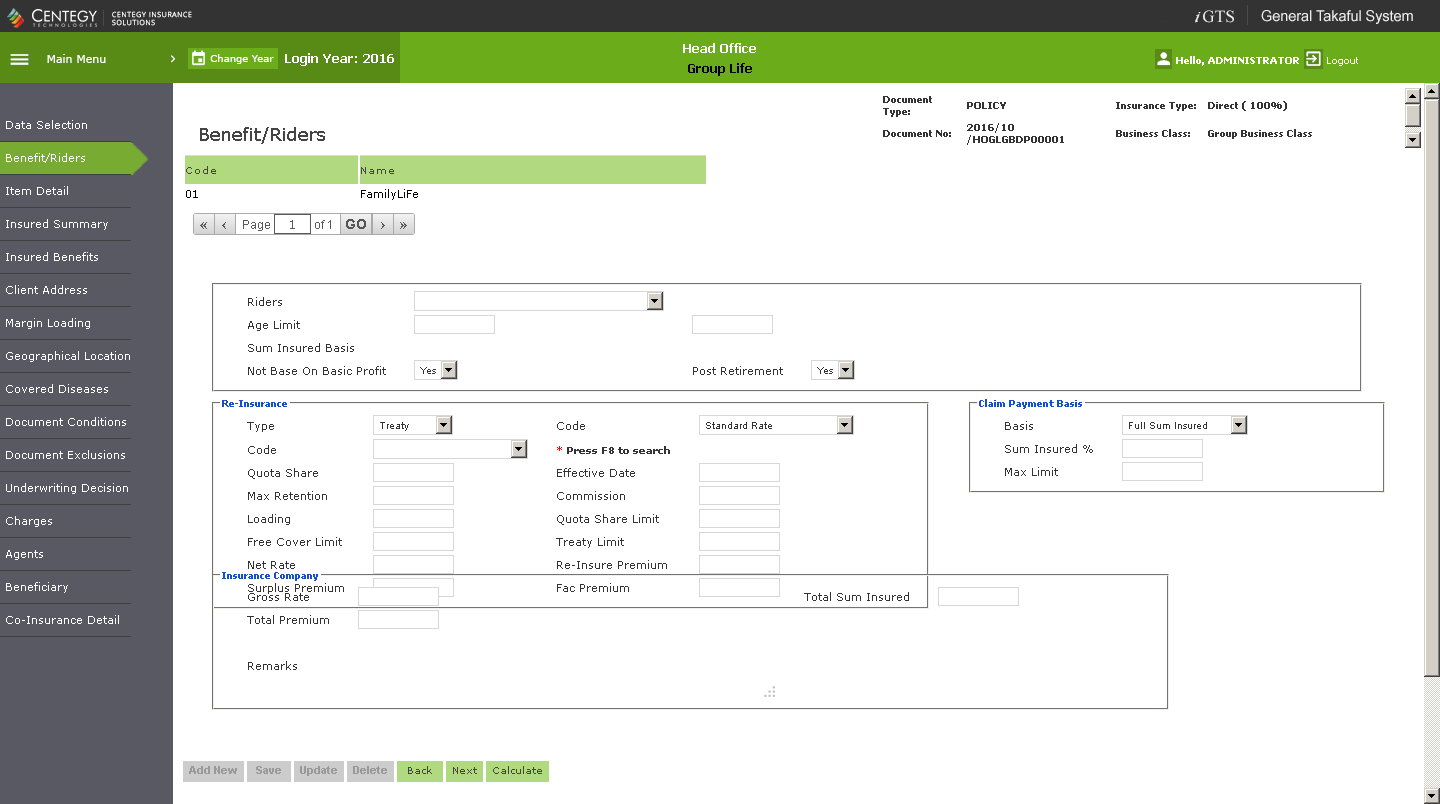 CENTEGY TECHNOLOGIES CENTEGY INSURANCE SOLUTIONS iGTS General Takaful System
Main Menu > Change Year Login Year: 2016 Head Office Hello, ADMINISTRATOR Logout
Group Life
Data Selection
Benefit/Riders
Item Detail
Insured Summary
Insured Benefits
Client Address
Margin Loading
Geographical Location
Covered Diseases
Document Conditions
Document Exclusions
Underwriting Decision
Charges
Agents
Beneficiary
Co-Insurance Detail
Document Type: POLICY Insurance Type: Direct ( 100%)
Document No: 2016/10 /HOGLGBDP00001 Business Class: Group Business Class
Benefit/Riders
Code Name
01 FamilyLiFe
« ‹ Page 1 of 1 GO › »
Riders
Age Limit
Sum Insured Basis
Not Base On Basic Profit Yes Post Retirement Yes
Re-Insurance
Type Treaty Code Standard Rate
Code * Press F8 to search
Quota Share Effective Date
Max Retention Commission
Loading Quota Share Limit
Free Cover Limit Treaty Limit
Net Rate Re-Insure Premium
Surplus Premium Fac Premium
Claim Payment Basis
Basis Full Sum Insured
Sum Insured %
Max Limit
Insurance Company
Gross Rate Total Sum Insured
Total Premium
Remarks
Add New Save Update Delete Back Next Calculate